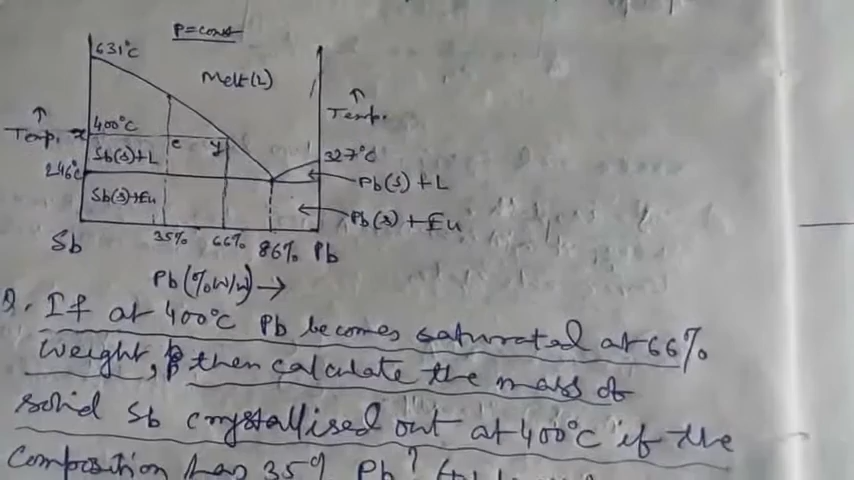 P = const
631°C
Melt(L)
↑
Temp.
↑
Temp. x
400°C
e
y
327°C
Sb(s)+L
246°C
Pb(s)+L
Sb(s)+Eu
Pb(s)+Eu
Sb
35%
66%
86%
Pb
Pb(%W/W) →
Q. If at 400°C Pb becomes saturated at 66%
weight, then calculate the mass of
solid Sb crystallised out at 400°C if the
composition has 35% Pb?